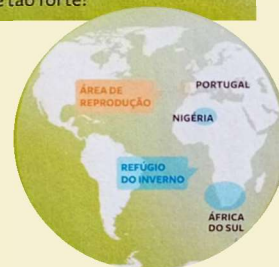 e tão forte!
ÁREA DE
REPRODUÇÃO
PORTUGAL
NIGÉRIA
REFÚGIO
DO INVERNO
ÁFRICA
DO SUL